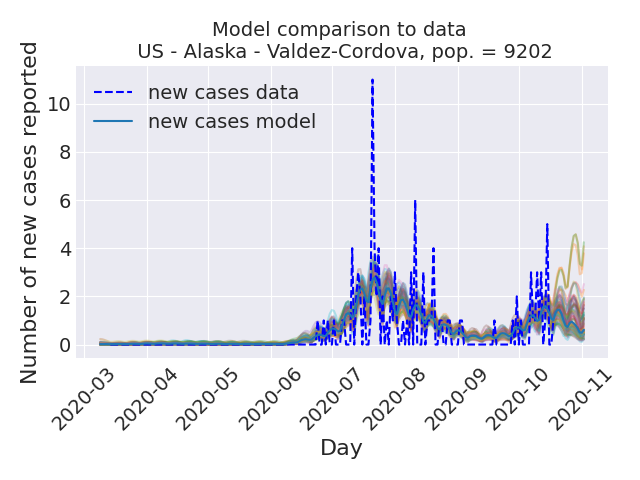 Model comparison to data
US - Alaska - Valdez-Cordova, pop. = 9202
new cases data
new cases model
Number of new cases reported
10
8
6
4
2
0
2020-03
2020-04
2020-05
2020-06
2020-07
2020-08
2020-09
2020-10
2020-11
Day